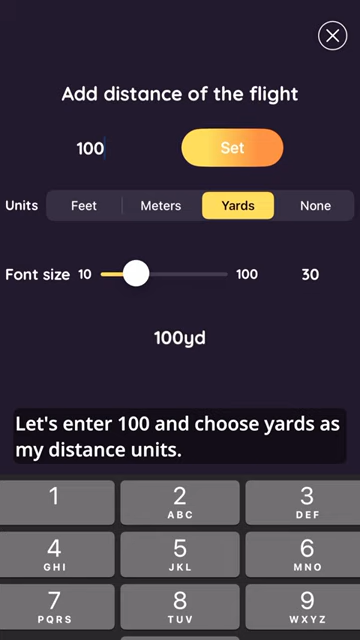 Add distance of the flight
100 Set
Units Feet Meters Yards None
Font size 10 100 30
100yd
Let's enter 100 and choose yards as
my distance units.
1 2 3
ABC DEF
4 5 6
GHI JKL MNO
7 8 9
PQRS TUV WXYZ